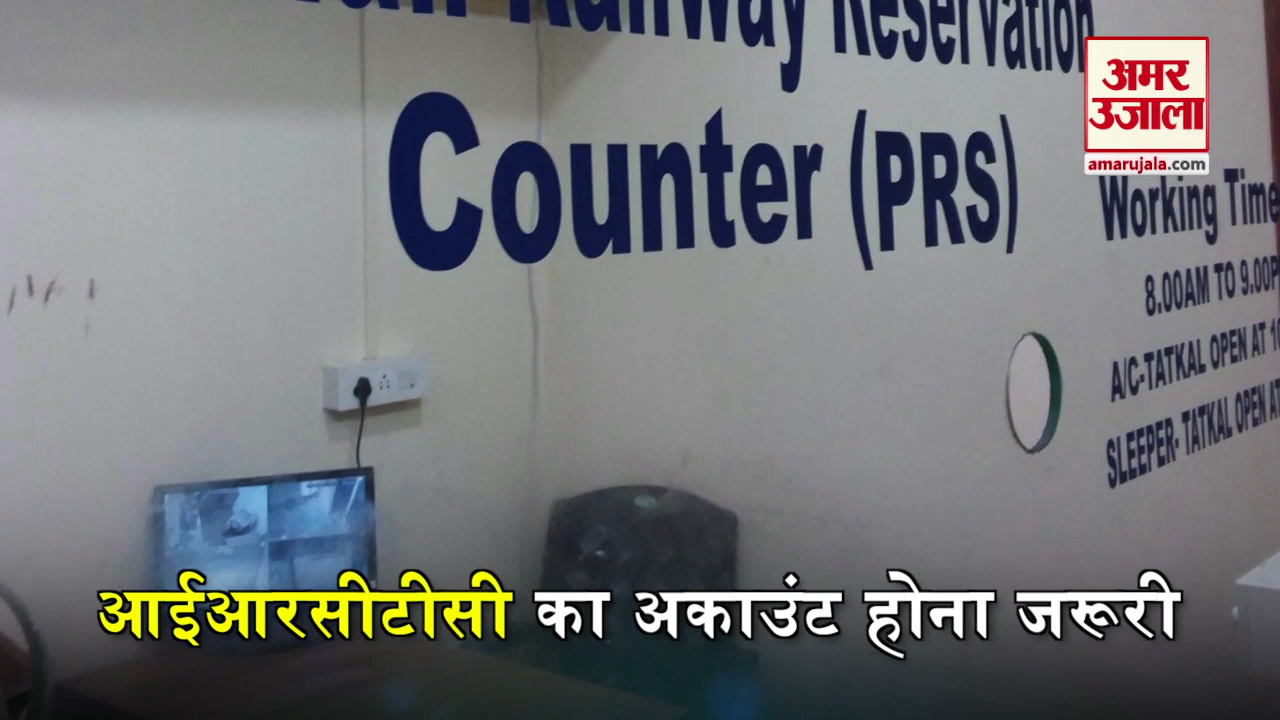 Railway Reservation
Counter (PRS)
अमर
उजाला
amarujala.com
Working Time
8.00AM TO 9.00P
A/C-TATKAL OPEN AT
SLEEPER- TATKAL OPEN AT
आईआरसीटीसी का अकाउंट होना जरूरी